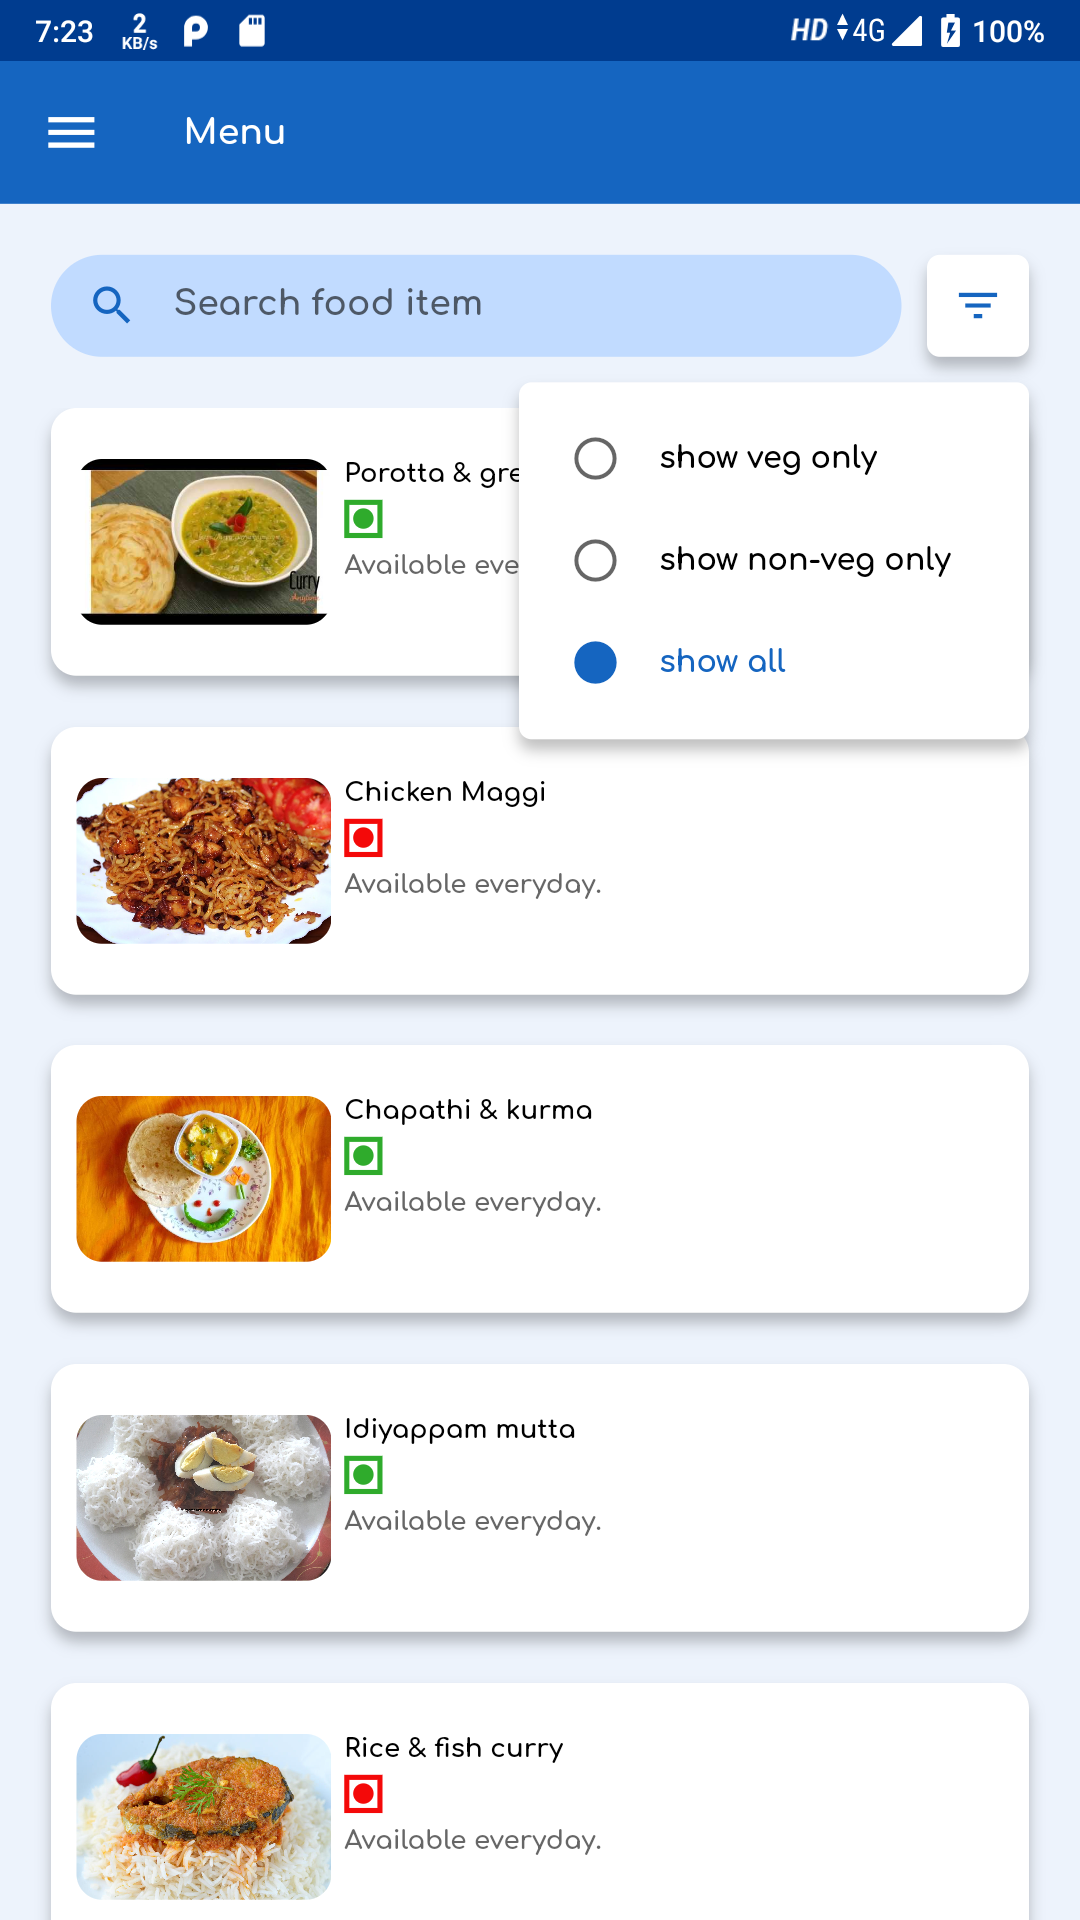 7:23 2 KB/s HD 4G 100%
Menu
Search food item
show veg only
show non-veg only
show all
Porotta & gre
Available eve
Curry
Chicken Maggi
Available everyday.
Chapathi & kurma
Available everyday.
Idiyappam mutta
Available everyday.
Rice & fish curry
Available everyday.